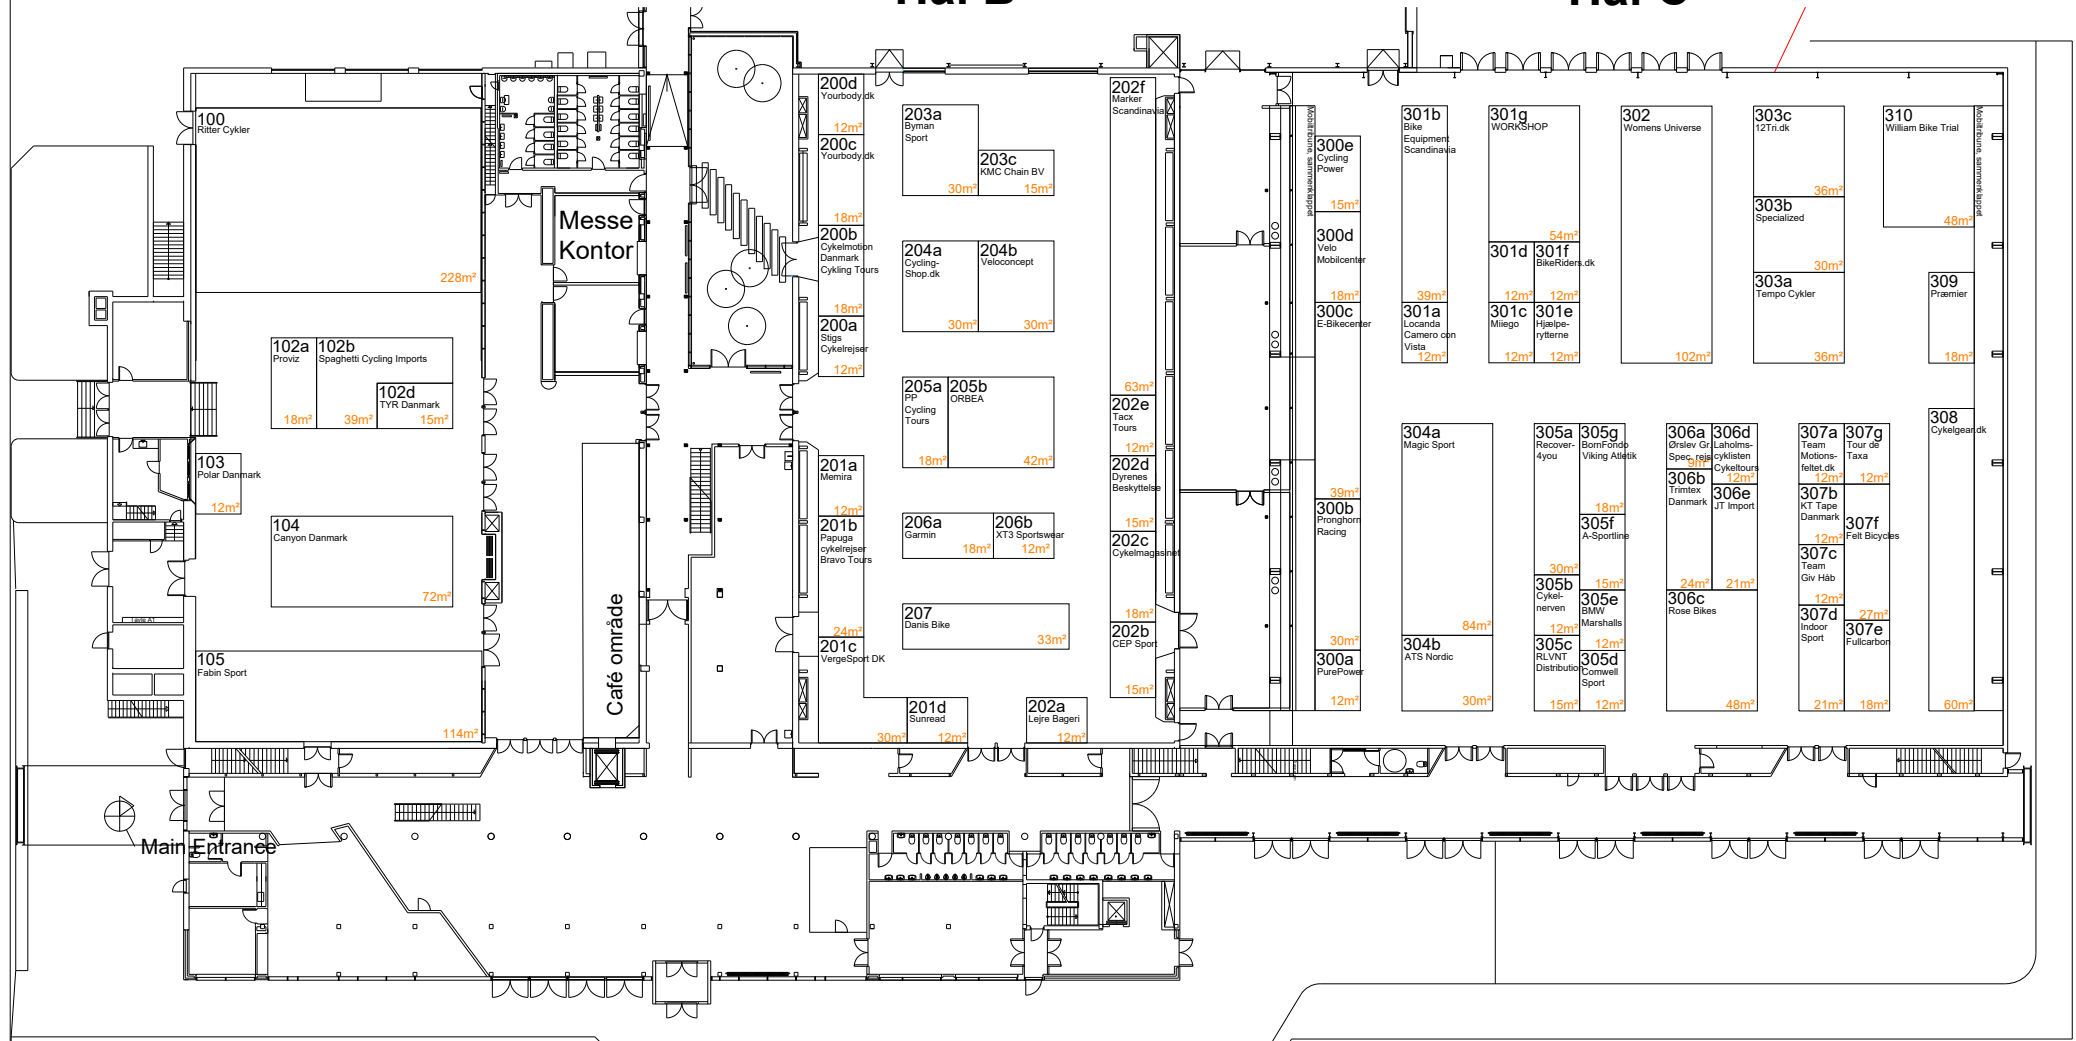 Hal B
Hal C
100
Ritter Cykler
228m²
102a
Proviz
18m²
102b
Spaghetti Cycling Imports
39m²
102d
TYR Danmark
15m²
103
Polar Danmark
12m²
104
Canyon Danmark
72m²
105
Fabin Sport
114m²
Messe
Kontor
Café område
Main Entrance
200d
Yourbody.dk
12m²
200c
Yourbody.dk
18m²
200b
Cykelmotion
Danmark
Cykling Tours
18m²
200a
Stigs
Cykelrejser
12m²
201a
Memira
12m²
201b
Papuga
cykelrejser
Bravo Tours
24m²
201c
VergeSport DK
30m²
201d
Sunread
12m²
202a
Lejre Bageri
12m²
203a
Byman
Sport
30m²
203c
KMC Chain BV
15m²
204a
Cycling-
Shop.dk
30m²
204b
Veloconcept
30m²
205a
PP
Cycling
Tours
18m²
205b
ORBEA
42m²
206a
Garmin
18m²
206b
XT3 Sportswear
12m²
207
Danis Bike
33m²
202f
Marker
Scandinavia
63m²
202e
Tacx
Tours
12m²
202d
Dyrenes
Beskyttelse
15m²
202c
Cykelmagasinet
18m²
202b
CEP Sport
15m²
Mobiltribune, sammenklappet
300e
Cycling
Power
15m²
300d
Velo
Mobilcenter
18m²
300c
E-Bikecenter
39m²
300b
Pronghorn
Racing
30m²
300a
PurePower
12m²
301b
Bike
Equipment
Scandinavia
39m²
301a
Locanda
Camero con
Vista
12m²
301g
WORKSHOP
54m²
301d
12m²
301f
BikeRiders.dk
12m²
301c
Miiego
12m²
301e
Hjælpe-
rytterne
12m²
302
Womens Universe
102m²
303c
12Tri.dk
36m²
303b
Specialized
30m²
303a
Tempo Cykler
36m²
310
William Bike Trial
48m²
Mobiltribune, sammenklappet
309
Præmier
18m²
308
Cykelgear.dk
60m²
304a
Magic Sport
84m²
304b
ATS Nordic
30m²
305a
Recover-
4you
30m²
305b
Cykel-
nerven
12m²
305c
RLVNT
Distribution
15m²
305g
BornFondo
Viking Atletik
18m²
305f
A-Sportline
15m²
305e
BMW
Marshalls
12m²
305d
Comwell
Sport
12m²
306a
Ørslev Gr.
Spec. rejs
9m²
306b
Trimtex
Danmark
24m²
306d
Laholms-
cyklisten
Cykeltours
12m²
306e
JT Import
21m²
306c
Rose Bikes
48m²
307a
Team
Motions-
feltet.dk
12m²
307b
KT Tape
Danmark
12m²
307c
Team
Giv Håb
12m²
307d
Indoor
Sport
21m²
307g
Tour de
Taxa
12m²
307f
Felt Bicycles
27m²
307e
Fullcarbon
18m²